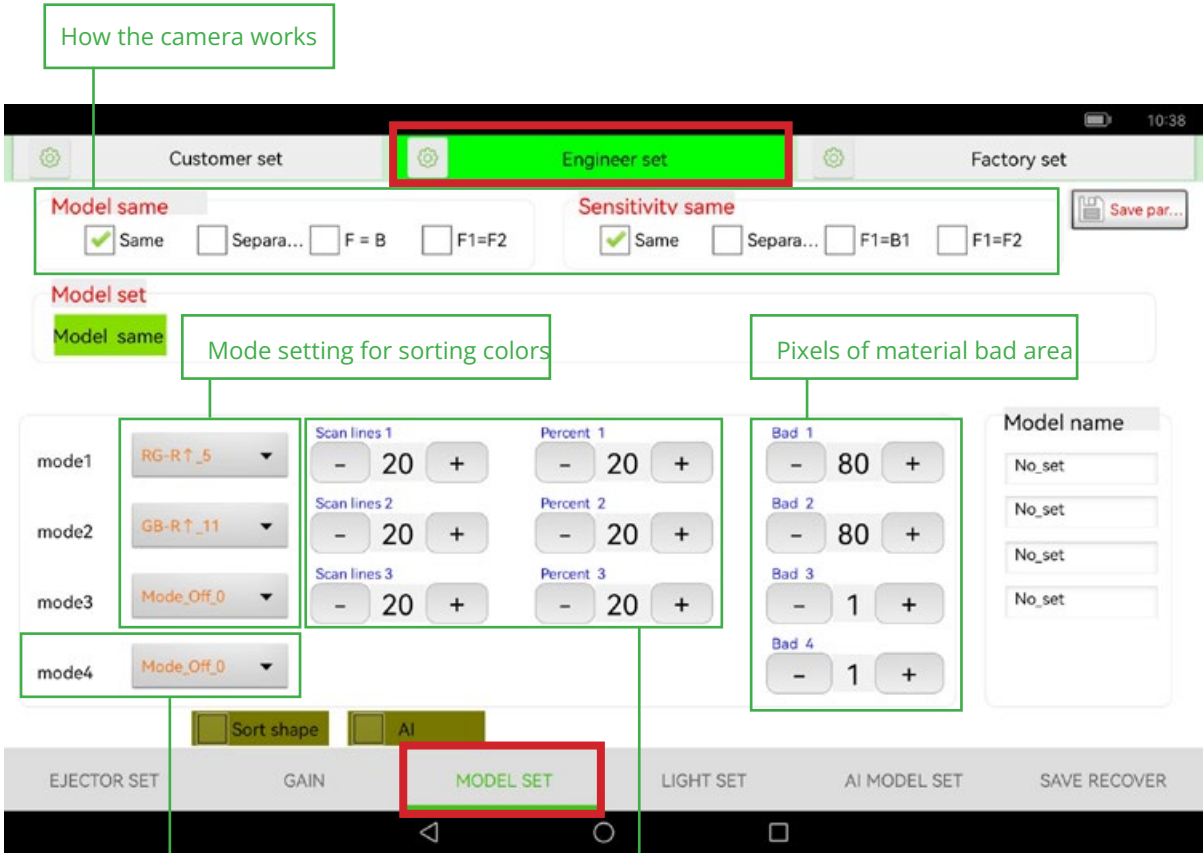 How the camera works
10:38
Customer set Engineer set Factory set
Model same Sensitivity same Save par...
Same Separa... F = B F1=F2 Same Separa... F1=B1 F1=F2
Model set
Model same
Mode setting for sorting colors Pixels of material bad area
Model name
Scan lines 1 Percent 1 Bad 1
mode1 RG-R↑_5 - 20 + - 20 + - 80 + No_set
Scan lines 2 Percent 2 Bad 2 No_set
mode2 GB-R↑_11 - 20 + - 20 + - 80 +
No_set
Scan lines 3 Percent 3 Bad 3
mode3 Mode_Off_0 - 20 + - 20 + - 1 + No_set
Bad 4
mode4 Mode_Off_0 - 1 +
Sort shape AI
EJECTOR SET GAIN MODEL SET LIGHT SET AI MODEL SET SAVE RECOVER